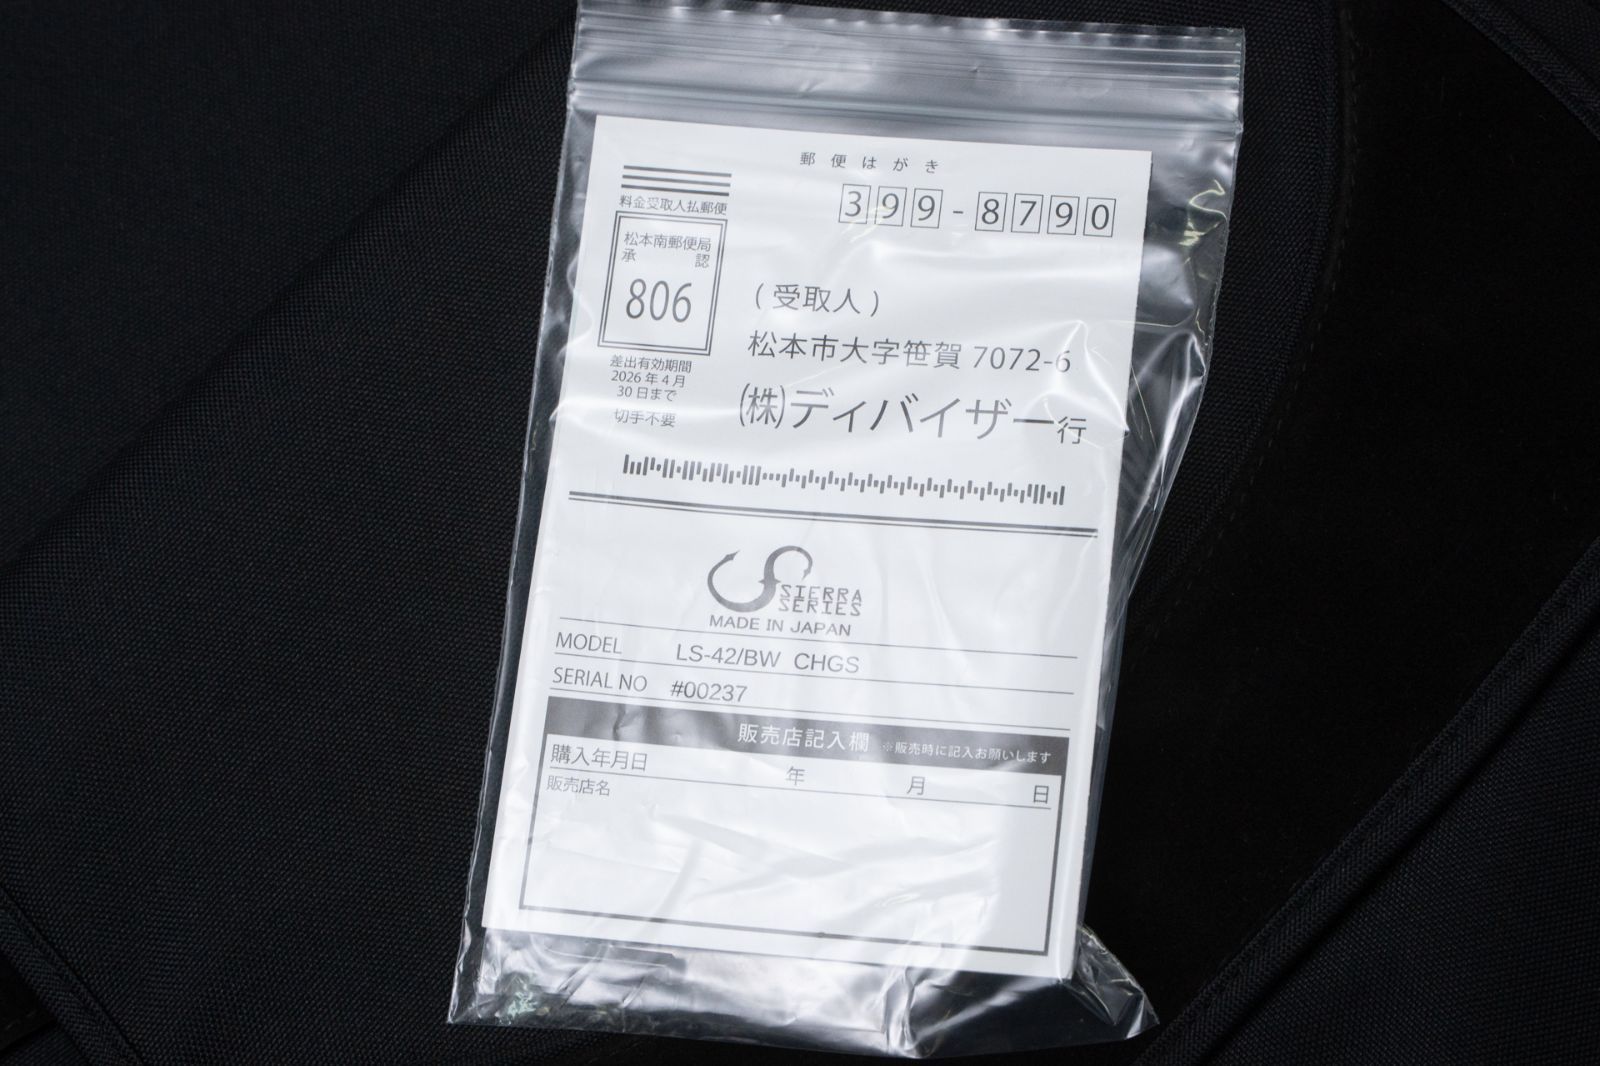 郵便はがき
399-8790
料金受取人払郵便
松本南郵便局
承認
806
差出有効期間
2026年4月
30日まで
切手不要
(受取人)
松本市大字笹賀 7072-6
(株)ディバイザー行
SIERRA
SERIES
MADE IN JAPAN
MODEL LS-42/BW CHGS
SERIAL NO #00237
販売店記入欄 ※販売時に記入お願いします
購入年月日 年 月 日
販売店名